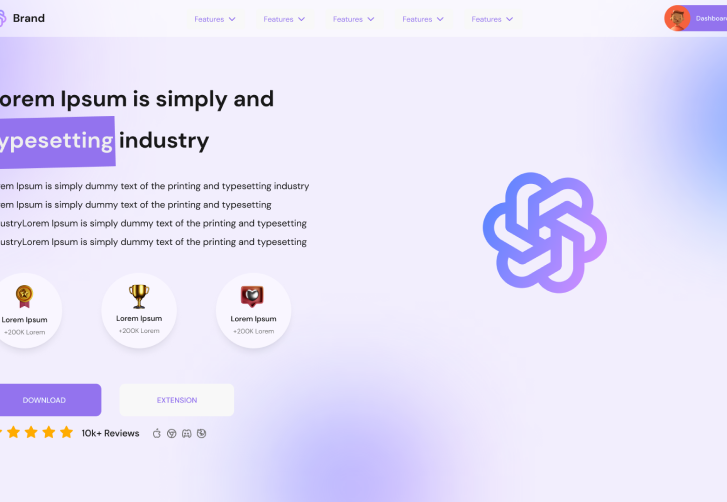 Brand
Features
Features
Features
Features
Features
Dashboar
orem Ipsum is simply and
ypesetting industry
em Ipsum is simply dummy text of the printing and typesetting industry
em Ipsum is simply dummy text of the printing and typesetting
ustryLorem Ipsum is simply dummy text of the printing and typesetting
ustryLorem Ipsum is simply dummy text of the printing and typesetting
Lorem Ipsum
+200K Lorem
Lorem Ipsum
+200K Lorem
Lorem Ipsum
+200K Lorem
DOWNLOAD
EXTENSION
10k+ Reviews